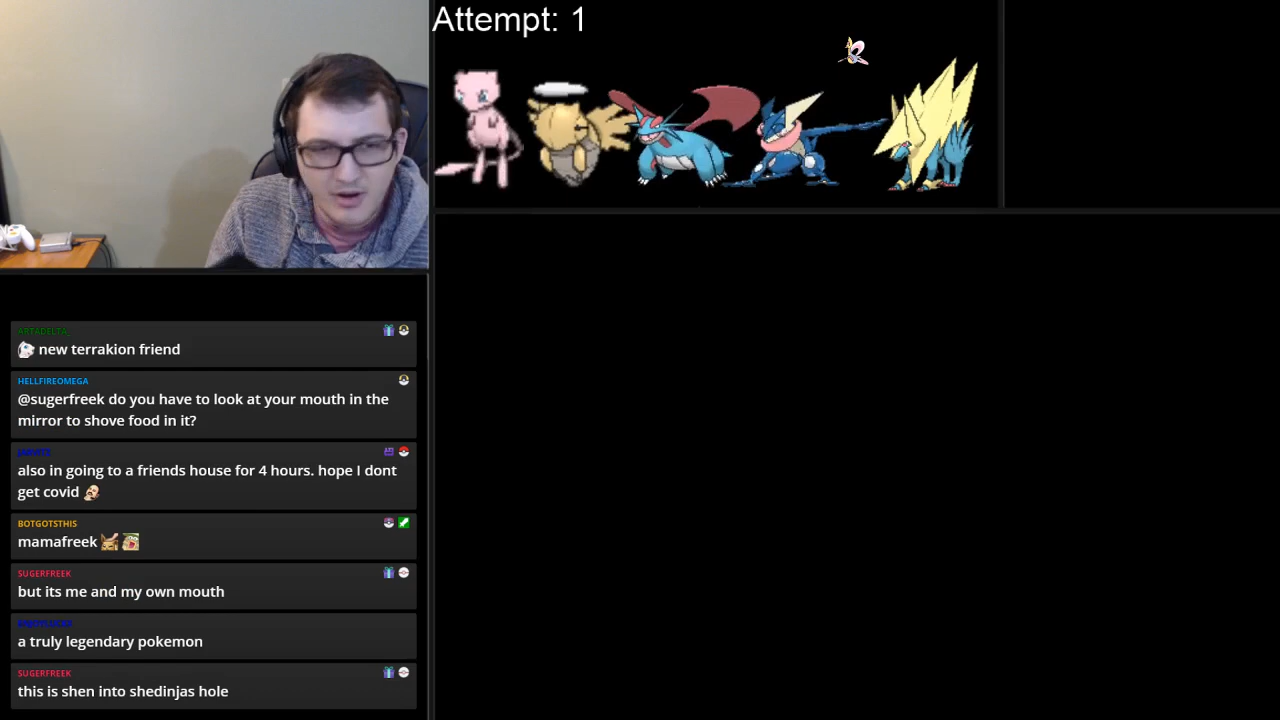 Attempt: 1
ARTADELTA
new terrakion friend
HELLFIREOMEGA
@sugerfreek do you have to look at your mouth in the
mirror to shove food in it?
also in going to a friends house for 4 hours. hope I dont
get covid
BOTGOTSTHIS
mamafreek
SUGERFREEK
but its me and my own mouth
a truly legendary pokemon
SUGERFREEK
this is shen into shedinjas hole